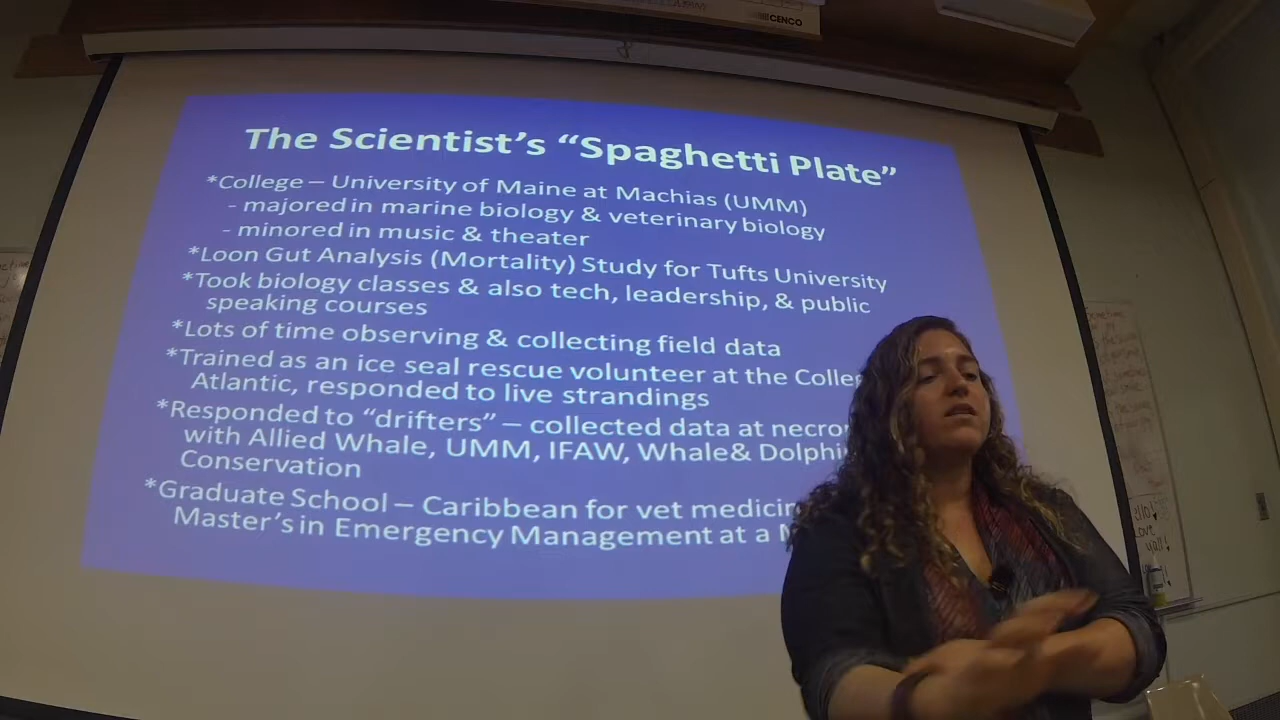 CENCO
The Scientist's “Spaghetti Plate”
*College – University of Maine at Machias (UMM)
- majored in marine biology & veterinary biology
- minored in music & theater
*Loon Gut Analysis (Mortality) Study for Tufts University
*Took biology classes & also tech, leadership, & public
speaking courses
*Lots of time observing & collecting field data
*Trained as an ice seal rescue volunteer at the
Atlantic, responded to live strandings
*Responded to “drifters” – collected data at
with Allied Whale, UMM, IFAW, Whale&
Conservation
*Graduate School – Caribbean for vet
Master's in Emergency Management at a
Love